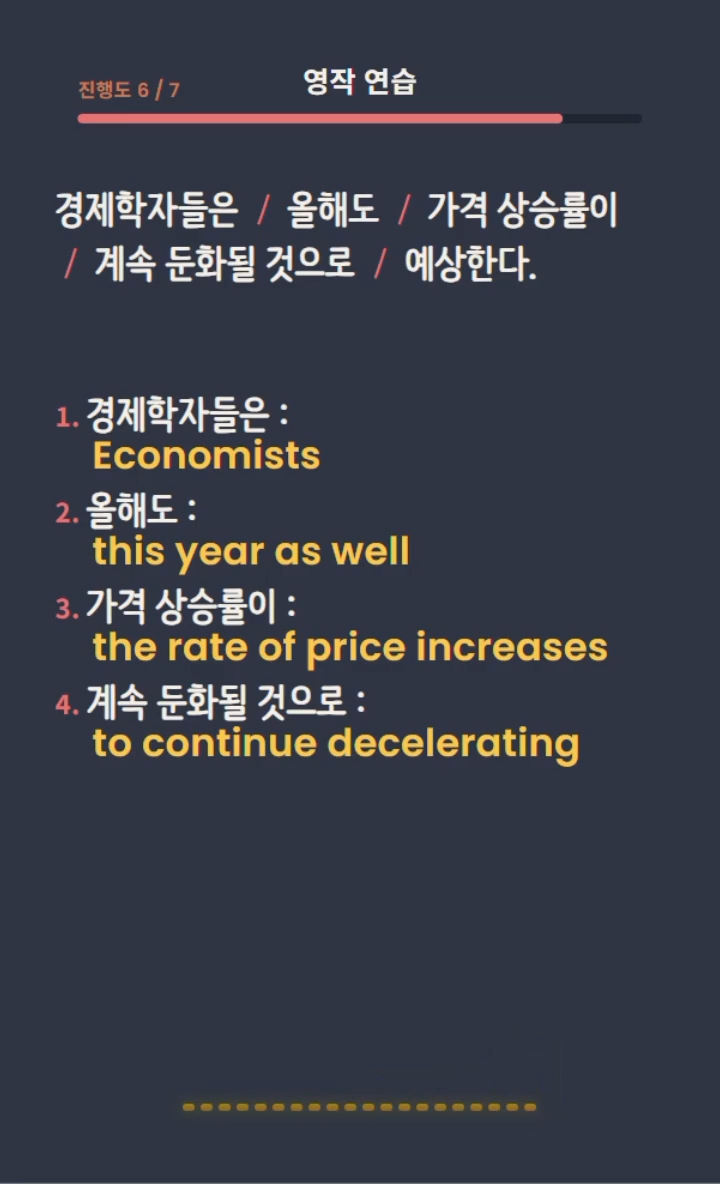 진행도 6 / 7
영작 연습
경제학자들은 / 올해도 / 가격 상승률이
/ 계속 둔화될 것으로 / 예상한다.
1. 경제학자들은 :
Economists
2. 올해도 :
this year as well
3. 가격 상승률이 :
the rate of price increases
4. 계속 둔화될 것으로 :
to continue decelerating